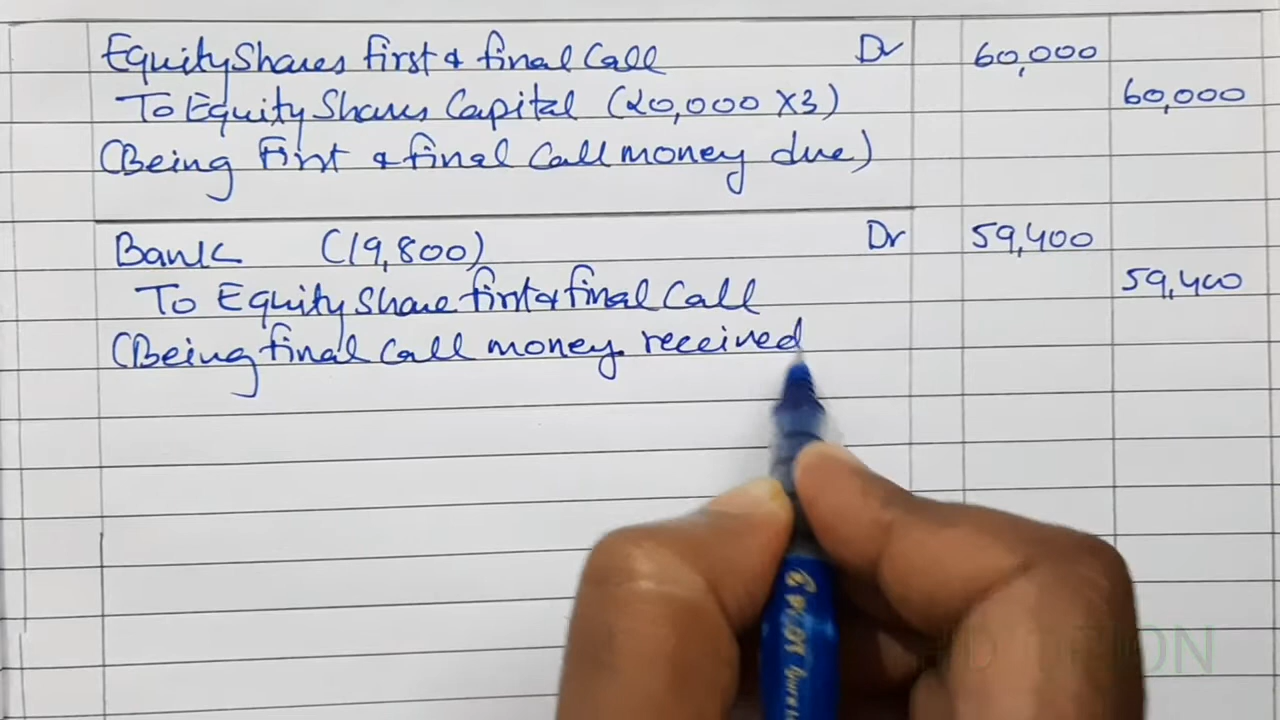 Equity Shares first & final Call Dr 60,000
To Equity Shares Capital (20,000 X3) 60,000
(Being First & final Call money due)
Bank (19,800) Dr 59,400
To Equity Share first & final Call 59,400
(Being final Call money received
PILOT